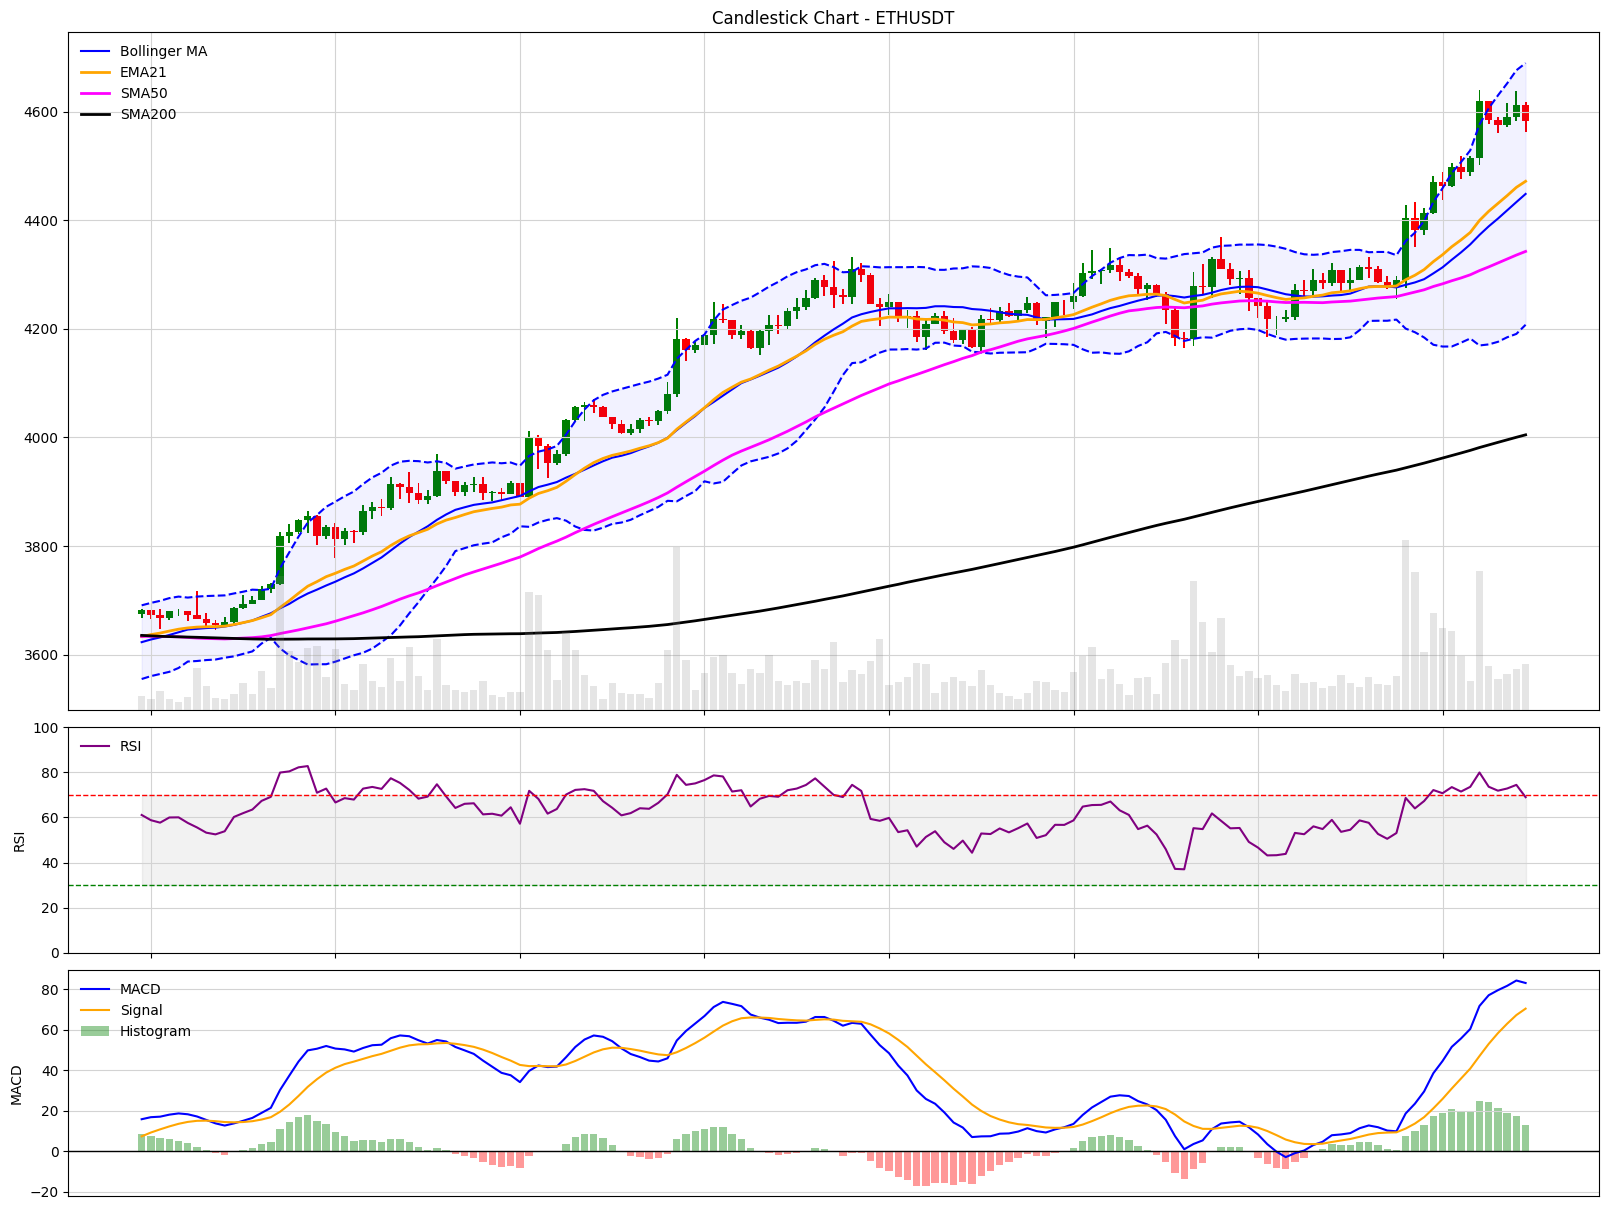 Candlestick Chart - ETHUSDT
Bollinger MA
EMA21
SMA50
SMA200
4600
4400
4200
4000
3800
3600
RSI
100
80
60
40
20
0
RSI
MACD
Signal
Histogram
80
60
40
20
0
−20
MACD